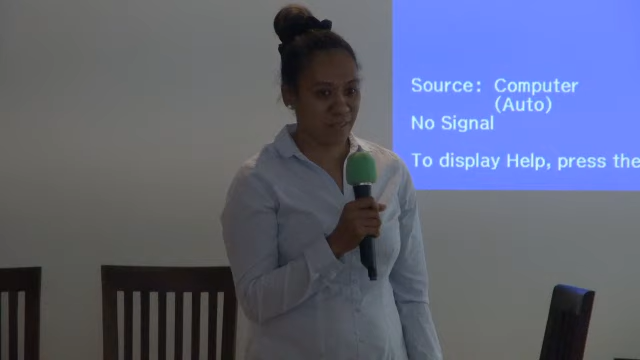 Source: Computer
(Auto)
No Signal
To display Help, press the